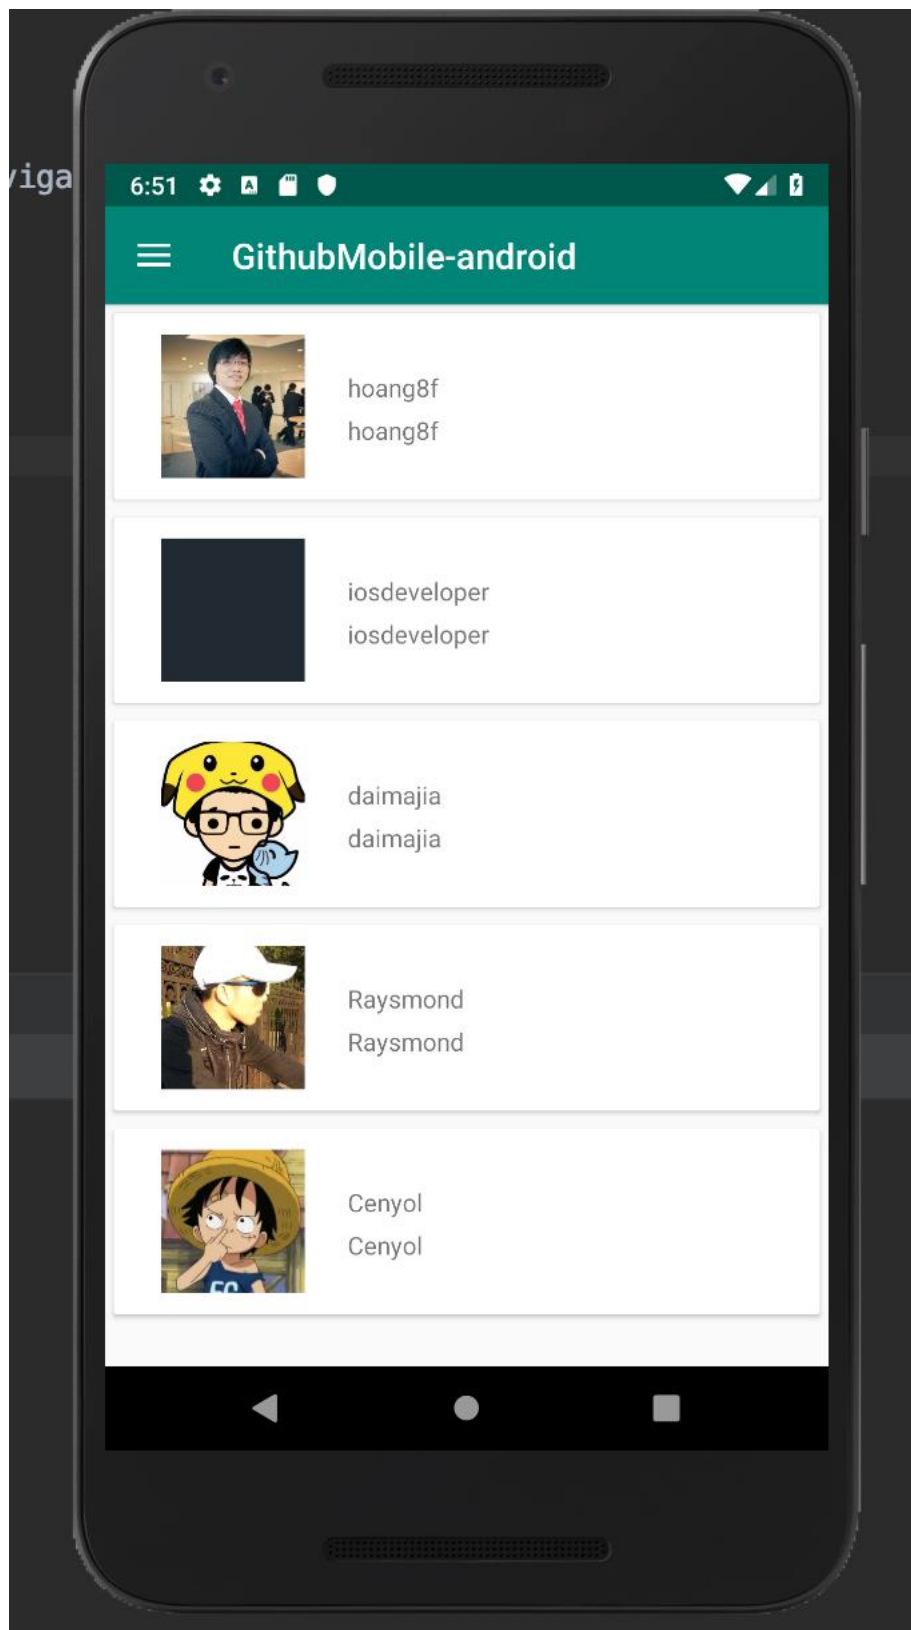 viga
6:51
GithubMobile-android
hoang8f
hoang8f
iosdeveloper
iosdeveloper
daimajia
daimajia
Raysmond
Raysmond
Cenyol
Cenyol